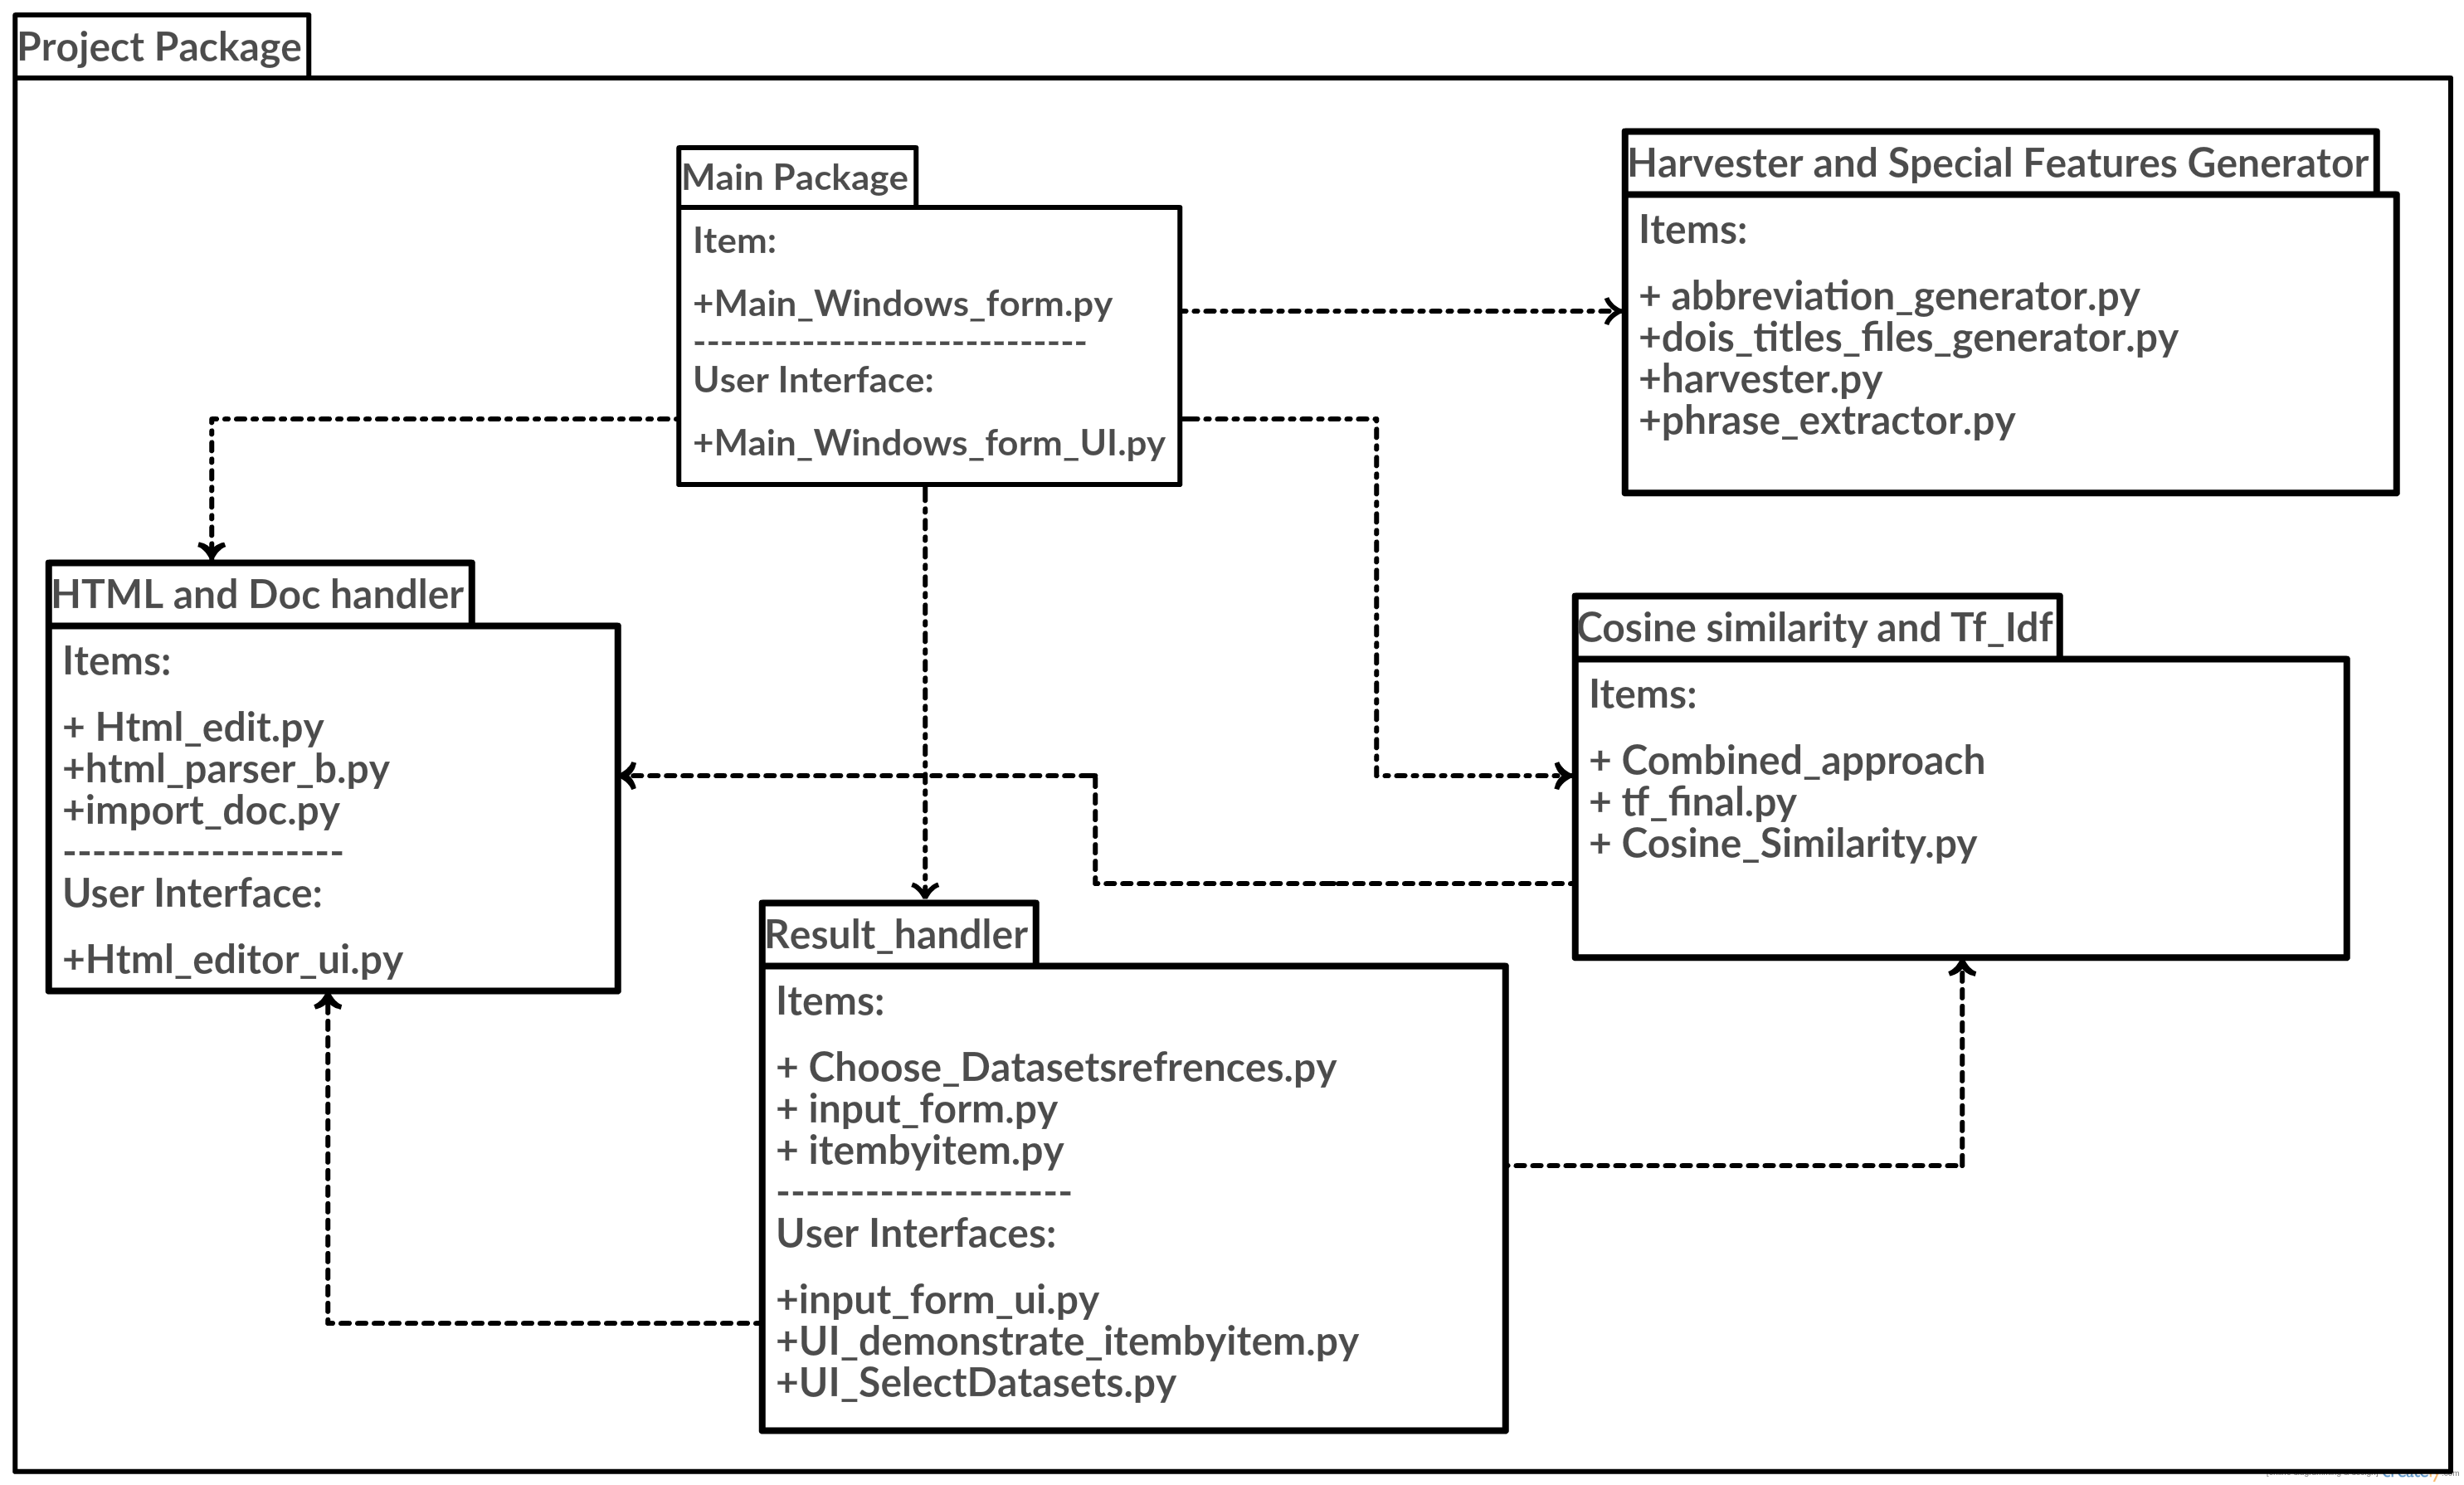 Project Package
Main Package
Item:
+Main_Windows_form.py
-----------------------------
User Interface:
+Main_Windows_form_UI.py
Harvester and Special Features Generator
Items:
+ abbreviation_generator.py
+dois_titles_files_generator.py
+harvester.py
+phrase_extractor.py
HTML and Doc handler
Items:
+ Html_edit.py
+html_parser_b.py
+import_doc.py
-------------------
User Interface:
+Html_editor_ui.py
Cosine similarity and Tf_Idf
Items:
+ Combined_approach
+ tf_final.py
+ Cosine_Similarity.py
Result_handler
Items:
+ Choose_Datasetsrefrences.py
+ input_form.py
+ itembyitem.py
--------------------
User Interfaces:
+input_form_ui.py
+UI_demonstrate_itembyitem.py
+UI_SelectDatasets.py